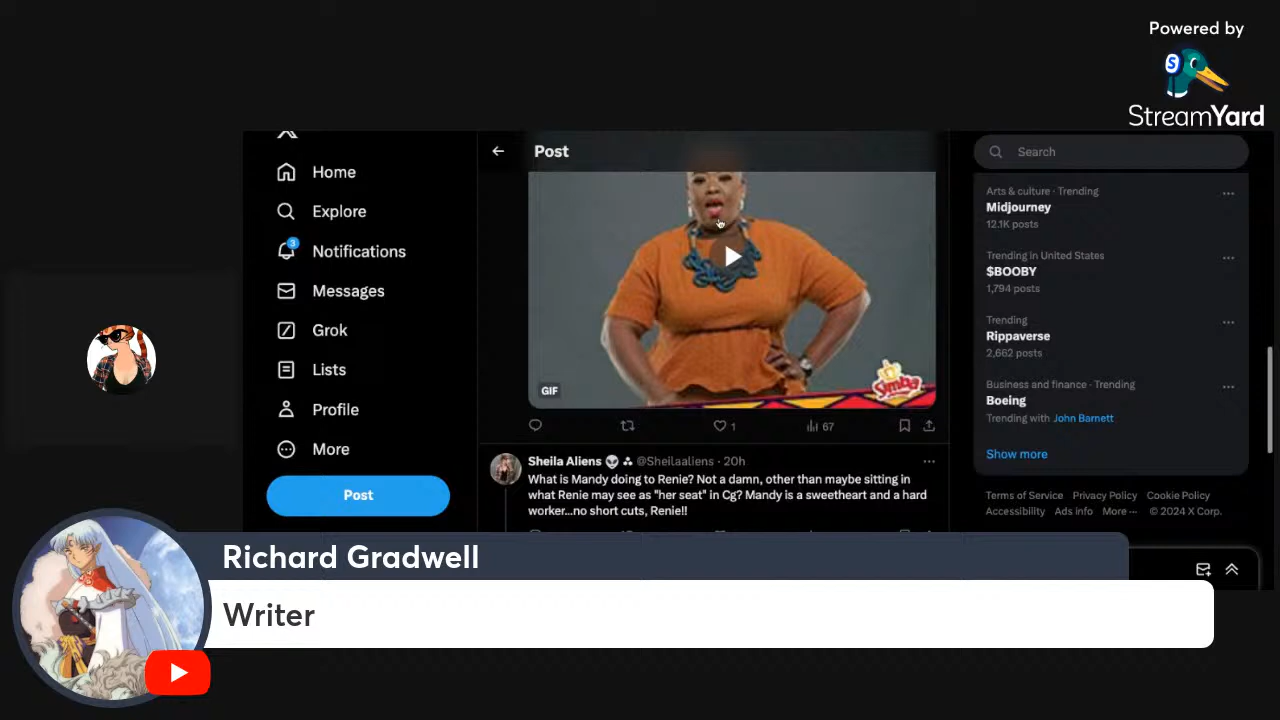 Powered by
S
StreamYard
Home
Explore
3
Notifications
Messages
Grok
Lists
Profile
More
Post
Post
GIF
Simba
1
67
Sheila Aliens 👽 @Sheilaaliens · 20h
What is Mandy doing to Renie? Not a damn, other than maybe sitting in
what Renie may see as "her seat" in Cg? Mandy is a sweetheart and a hard
worker...no short cuts, Renie!!
Search
Arts & culture · Trending
Midjourney
12.1K posts
Trending in United States
$BOOBY
1,794 posts
Trending
Rippaverse
2,662 posts
Business and finance · Trending
Boeing
Trending with John Barnett
Show more
Terms of Service Privacy Policy Cookie Policy
Accessibility Ads info More ··· © 2024 X Corp.
Richard Gradwell
Writer